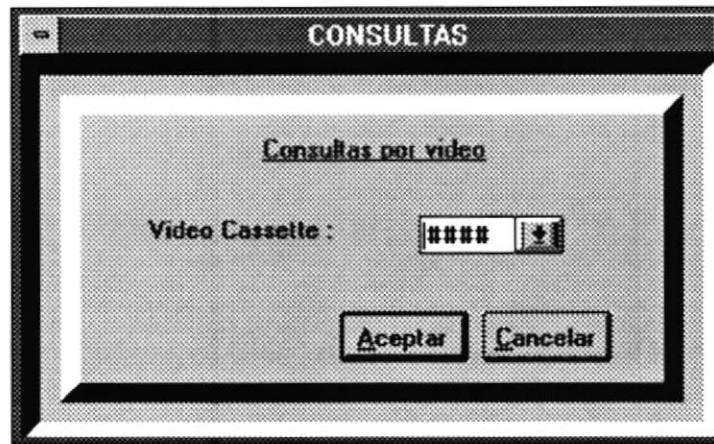 CONSULTAS
Consultas por video
Video Cassette : ####
Aceptar Cancelar